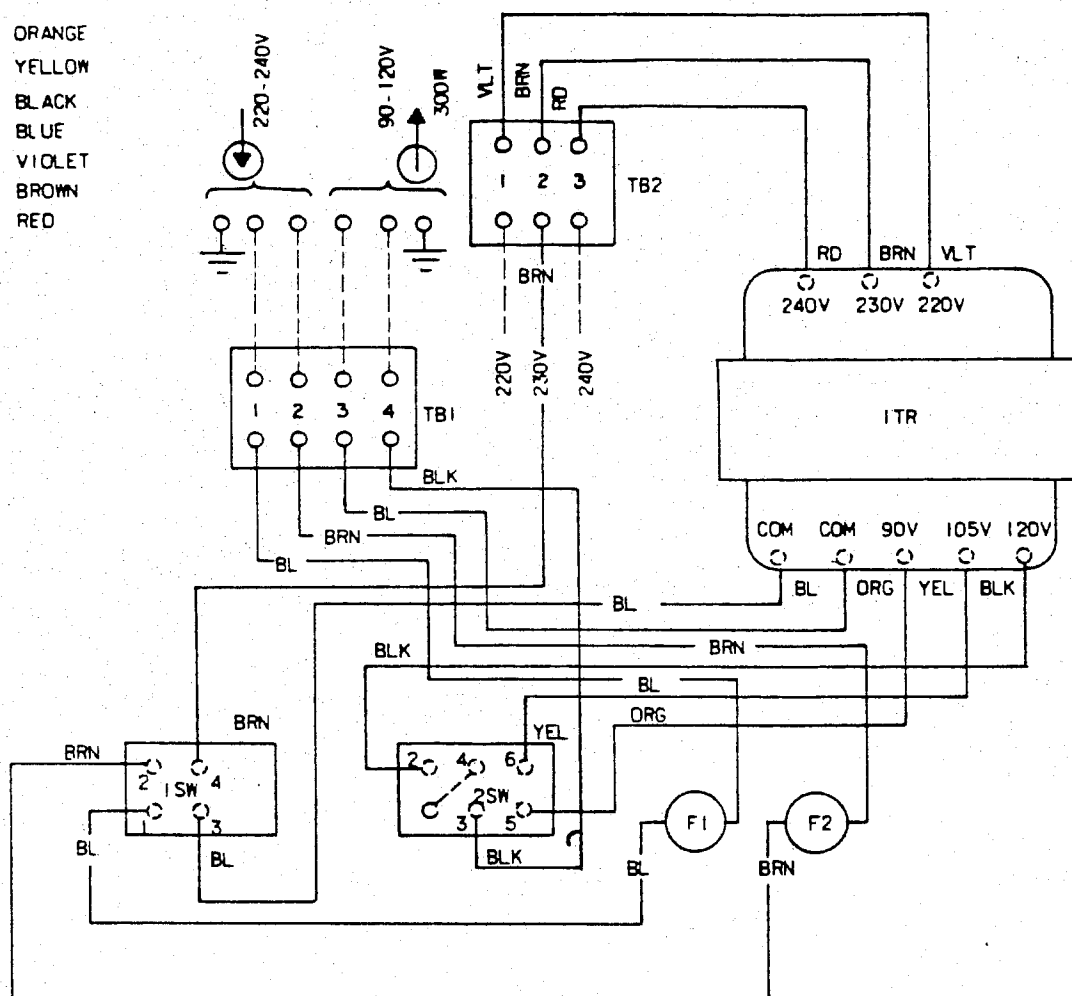 ORANGE
YELLOW
BLACK
BLUE
VIOLET
BROWN
RED
220-240V
90-120V
300W
VLT
BRN
RD
1 2 3
TB2
BRN
220V
230V
240V
RD BRN VLT
240V 230V 220V
1TR
COM COM 90V 105V 120V
BL ORG YEL BLK
1 2 3 4
TB1
BLK
BL
BRN
BL
BL
BLK
BRN
BL
ORG
YEL
BRN
BRN
2 4
1SW
1 3
BL
BL
2 4 6
2SW
3 5
BLK
F1
F2
BL
BRN